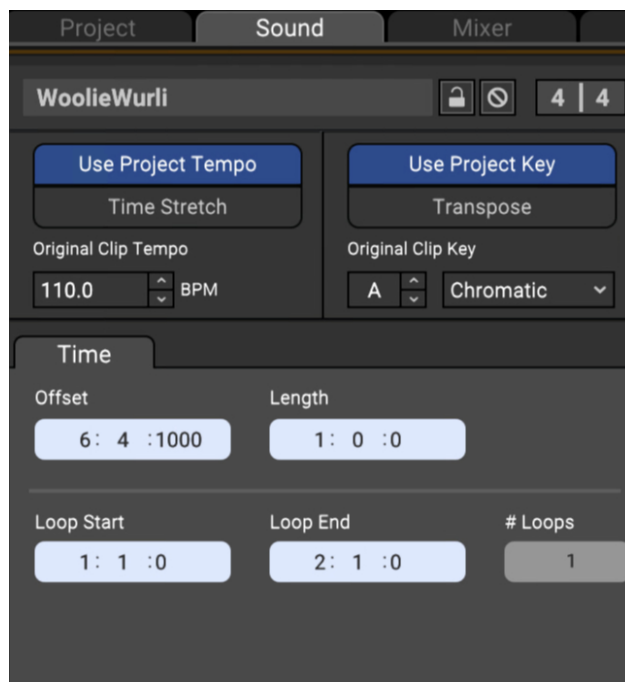 Project Sound Mixer
WoolieWurli 4 | 4
Use Project Tempo Use Project Key
Time Stretch Transpose
Original Clip Tempo Original Clip Key
110.0 BPM A Chromatic
Time
Offset Length
6: 4 :1000 1: 0 :0
Loop Start Loop End # Loops
1: 1 :0 2: 1 :0 1